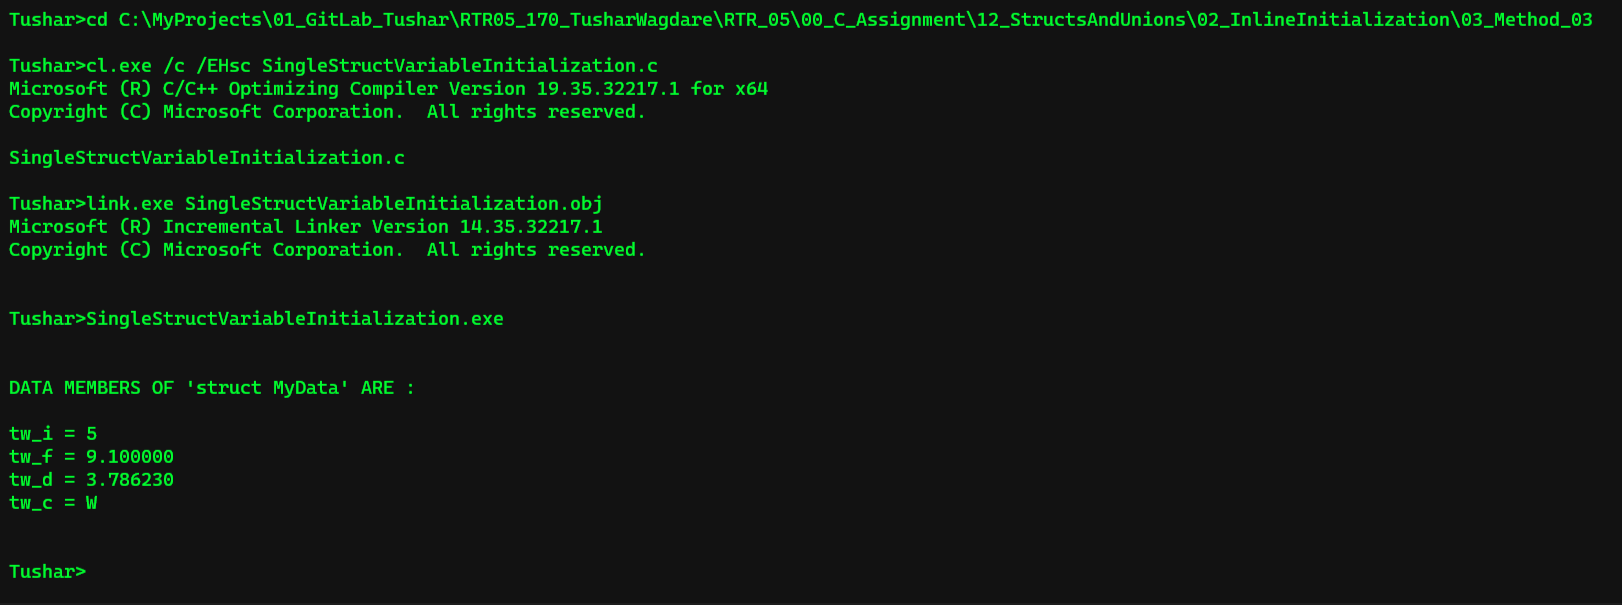 Tushar>cd C:\MyProjects\01_GitLab_Tushar\RTR05_170_TusharWagdare\RTR_05\00_C_Assignment\12_StructsAndUnions\02_InlineInitialization\03_Method_03
Tushar>cl.exe /c /EHsc SingleStructVariableInitialization.c
Microsoft (R) C/C++ Optimizing Compiler Version 19.35.32217.1 for x64
Copyright (C) Microsoft Corporation.  All rights reserved.
SingleStructVariableInitialization.c
Tushar>link.exe SingleStructVariableInitialization.obj
Microsoft (R) Incremental Linker Version 14.35.32217.1
Copyright (C) Microsoft Corporation.  All rights reserved.
Tushar>SingleStructVariableInitialization.exe
DATA MEMBERS OF 'struct MyData' ARE :
tw_i = 5
tw_f = 9.100000
tw_d = 3.786230
tw_c = W
Tushar>